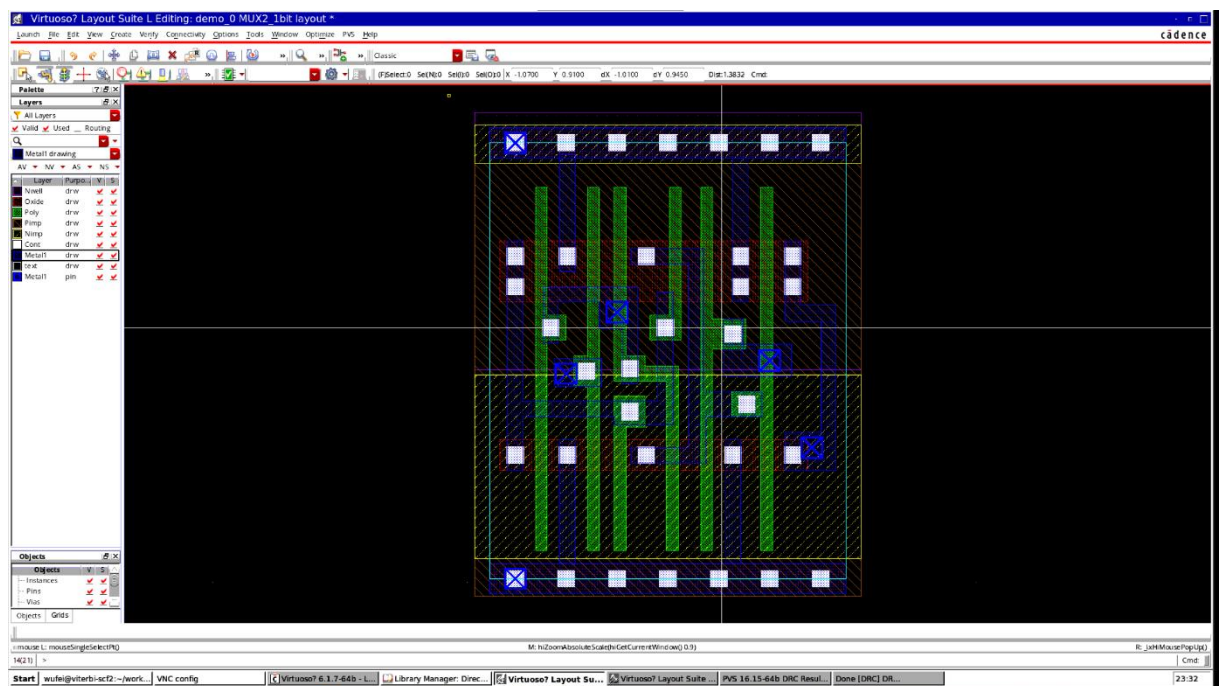 Virtuoso? Layout Suite L Editing: demo_0 MUX2_1bit layout *
Launch File Edit View Create Verify Connectivity Options Tools Window Optimize PVS Help
cādence
Classic
(F)Select:0 Sel(N):0 Sel(I):0 Sel(O):0 X -1.0700 Y 0.9100 dX -1.0100 dY 0.9450 Dist:1.3832 Cmd:
Palette
Layers
All Layers
Valid Used Routing
Metal1 drawing
AV NV AS NS
Layer Purpo... V S
Nwell drw
Oxide drw
Poly drw
Pimp drw
Nimp drw
Cont drw
Metal1 drw
text drw
Metal1 pin
Objects
Objects V S
Instances
Pins
Vias
Objects Grids
mouse L: mouseSingleSelectPt() M: hiZoomAbsoluteScale(hiGetCurrentWindow() 0.9) R: _lxHiMousePopUp()
14(21) > Cmd:
Start wufei@viterbi-scf2:~/work... VNC config Virtuoso? 6.1.7-64b - L... Library Manager: Direc... Virtuoso? Layout Su... Virtuoso? Layout Suite ... PVS 16.15-64b DRC Resul... Done [DRC] DR... 23:32